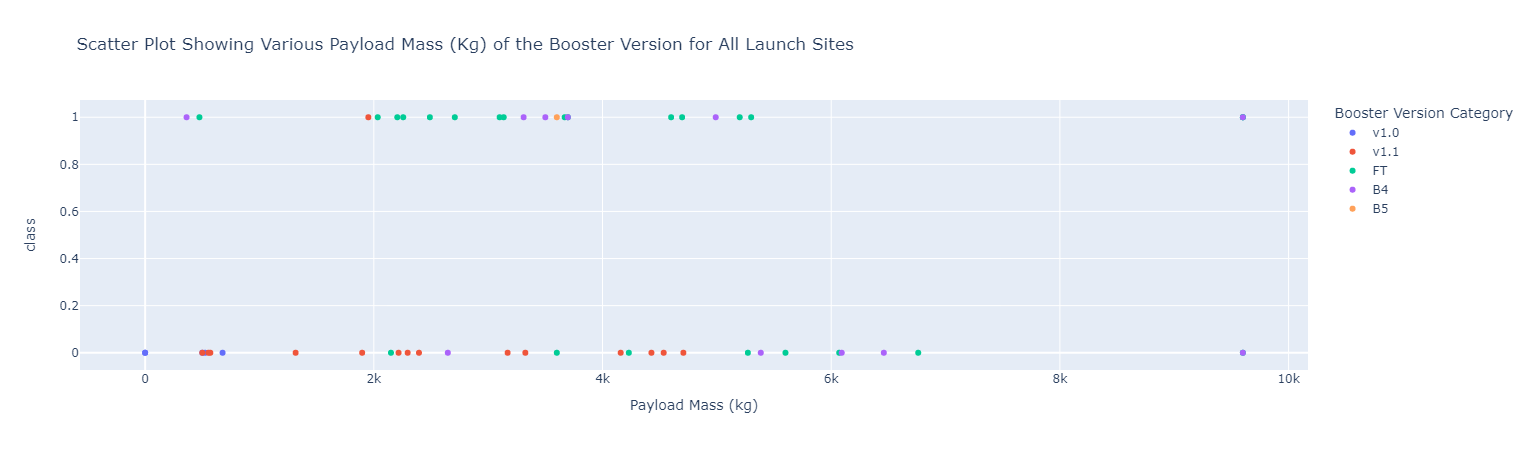 Scatter Plot Showing Various Payload Mass (Kg) of the Booster Version for All Launch Sites
Booster Version Category
v1.0
v1.1
FT
B4
B5
class
1
0.8
0.6
0.4
0.2
0
0 2k 4k 6k 8k 10k
Payload Mass (kg)